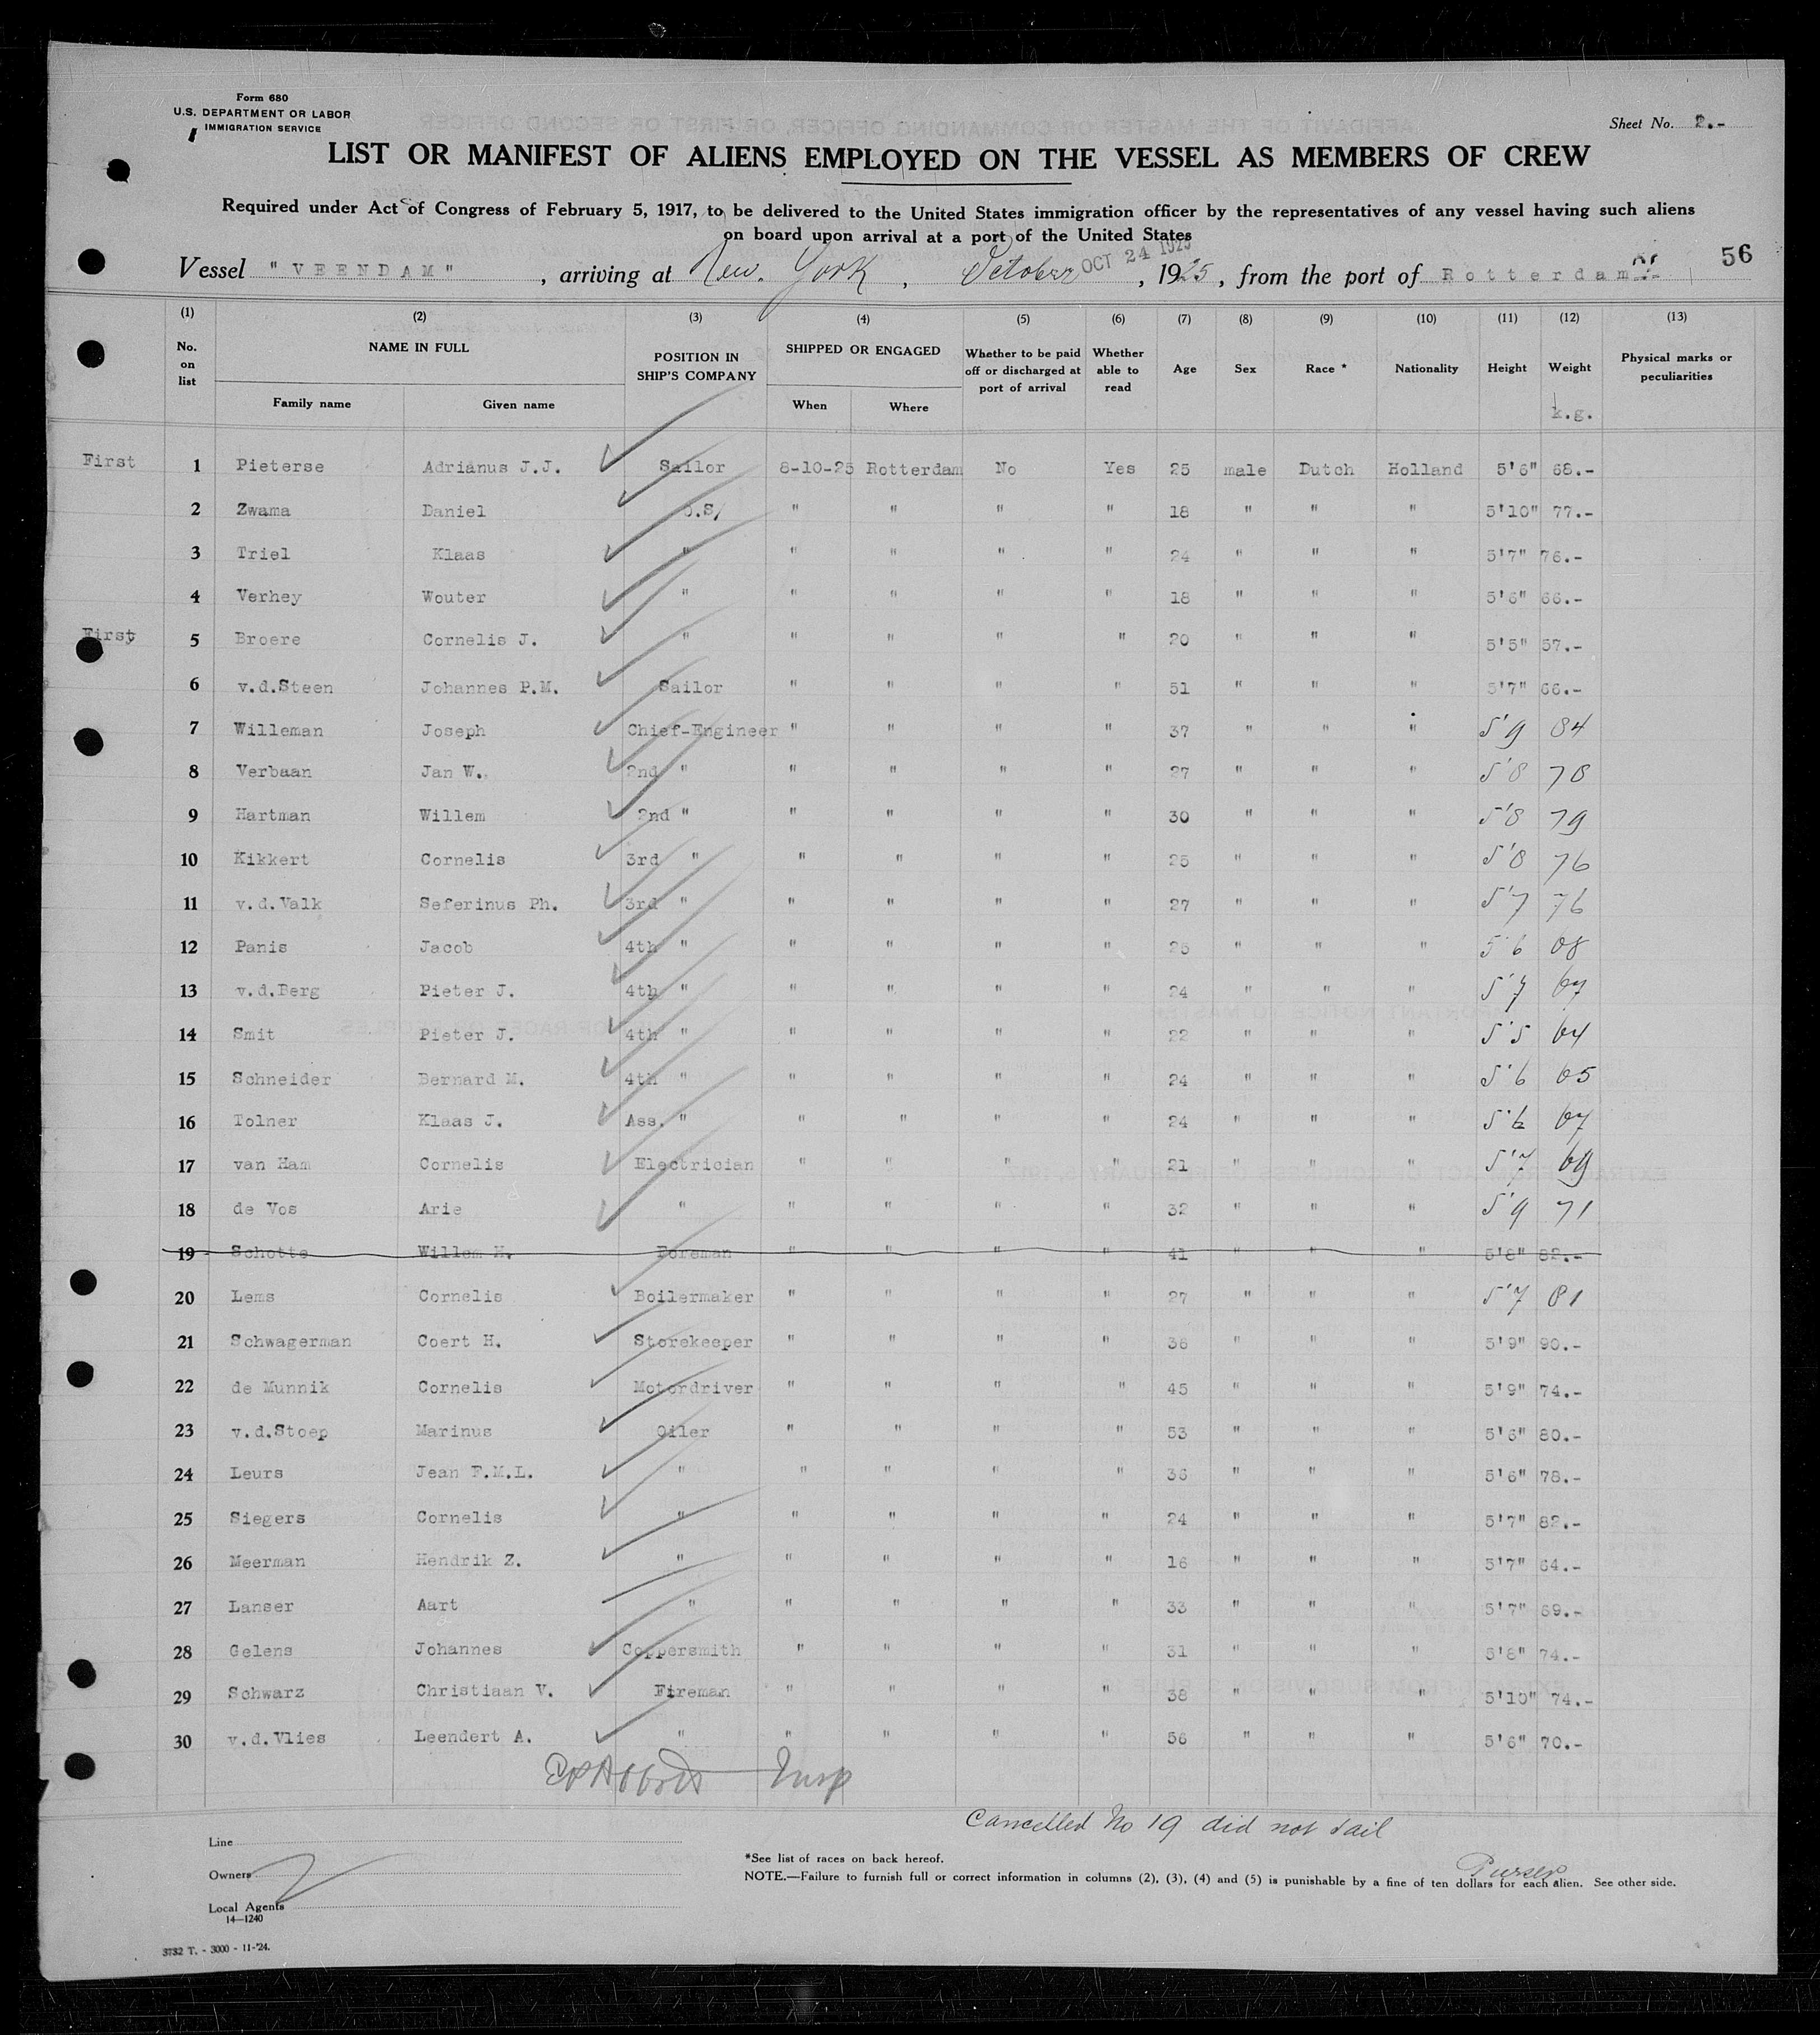 Form 680
U.S. DEPARTMENT OR LABOR
IMMIGRATION SERVICE
Sheet No. 2.-
LIST OR MANIFEST OF ALIENS EMPLOYED ON THE VESSEL AS MEMBERS OF CREW
Required under Act of Congress of February 5, 1917, to be delivered to the United States immigration officer by the representatives of any vessel having such aliens
on board upon arrival at a port of the United States
Vessel "VEENDAM", arriving at New York, October OCT 24 1925, 1925, from the port of Rotterdam 56
(1) (2) (3) (4) (5) (6) (7) (8) (9) (10) (11) (12) (13)
No. on list NAME IN FULL Family name Given name POSITION IN SHIP'S COMPANY SHIPPED OR ENGAGED When Where Whether to be paid off or discharged at port of arrival Whether able to read Age Sex Race * Nationality Height Weight k.g. Physical marks or peculiarities
First 1 Pieterse Adrianus J.J. Sailor 8-10-25 Rotterdam No Yes 25 male Dutch Holland 5'6" 68.-
2 Zwama Daniel O.S. " " " " 18 " " " 5'10" 77.-
3 Triel Klaas " " " " " 24 " " " 5'7" 76.-
4 Verhey Wouter " " " " " 18 " " " 5'6" 66.-
First 5 Broere Cornelis J. " " " " " 20 " " " 5'5" 57.-
6 v.d.Steen Johannes P.M. Sailor " " " " 51 " " " 5'7" 66.-
7 Willeman Joseph Chief-Engineer " " " " 37 " " " 5'9 84
8 Verbaan Jan W. 2nd " " " " " 27 " " " 5'8 78
9 Hartman Willem 2nd " " " " " 30 " " " 5'8 79
10 Kikkert Cornelis 3rd " " " " " 25 " " " 5'8 76
11 v.d.Valk Seferinus Ph. 3rd " " " " " 27 " " " 5'7 76
12 Panis Jacob 4th " " " " " 25 " " " 5'6 68
13 v.d.Berg Pieter J. 4th " " " " " 24 " " " 5'7 67
14 Smit Pieter J. 4th " " " " " 22 " " " 5'5 64
15 Schneider Bernard M. 4th " " " " " 24 " " " 5'6 65
16 Tolner Klaas J. Ass. " " " " " 24 " " " 5'6 67
17 van Ham Cornelis Electrician " " " " 21 " " " 5'7 69
18 de Vos Arie " " " " " 32 " " " 5'9 71
19 Schotte Willem H. Foreman " " " " 41 " " " 5'8" 82.-
20 Lems Cornelis Boilermaker " " " " 27 " " " 5'7 81
21 Schwagerman Coert H. Storekeeper " " " " 36 " " " 5'9" 90.-
22 de Munnik Cornelis Motordriver " " " " 45 " " " 5'9" 74.-
23 v.d.Stoep Marinus Oiler " " " " 53 " " " 5'6" 80.-
24 Leurs Jean F.M.L. " " " " " 36 " " " 5'6" 78.-
25 Siegers Cornelis " " " " " 24 " " " 5'7" 82.-
26 Meerman Hendrik Z. " " " " " 16 " " " 5'7" 64.-
27 Lanser Aart " " " " " 33 " " " 5'7" 69.-
28 Gelens Johannes Coppersmith " " " " 31 " " " 5'8" 74.-
29 Schwarz Christiaan V. Fireman " " " " 38 " " " 5'10" 74.-
30 v.d.Vlies Leendert A. " " " " " 56 " " " 5'6" 70.-
Insp
Cancelled No 19 did not sail
Purser
Line
Owners
Local Agents
14—1240
*See list of races on back hereof.
NOTE.—Failure to furnish full or correct information in columns (2), (3), (4) and (5) is punishable by a fine of ten dollars for each alien. See other side.
3732 T. - 3000 - 11-'24.